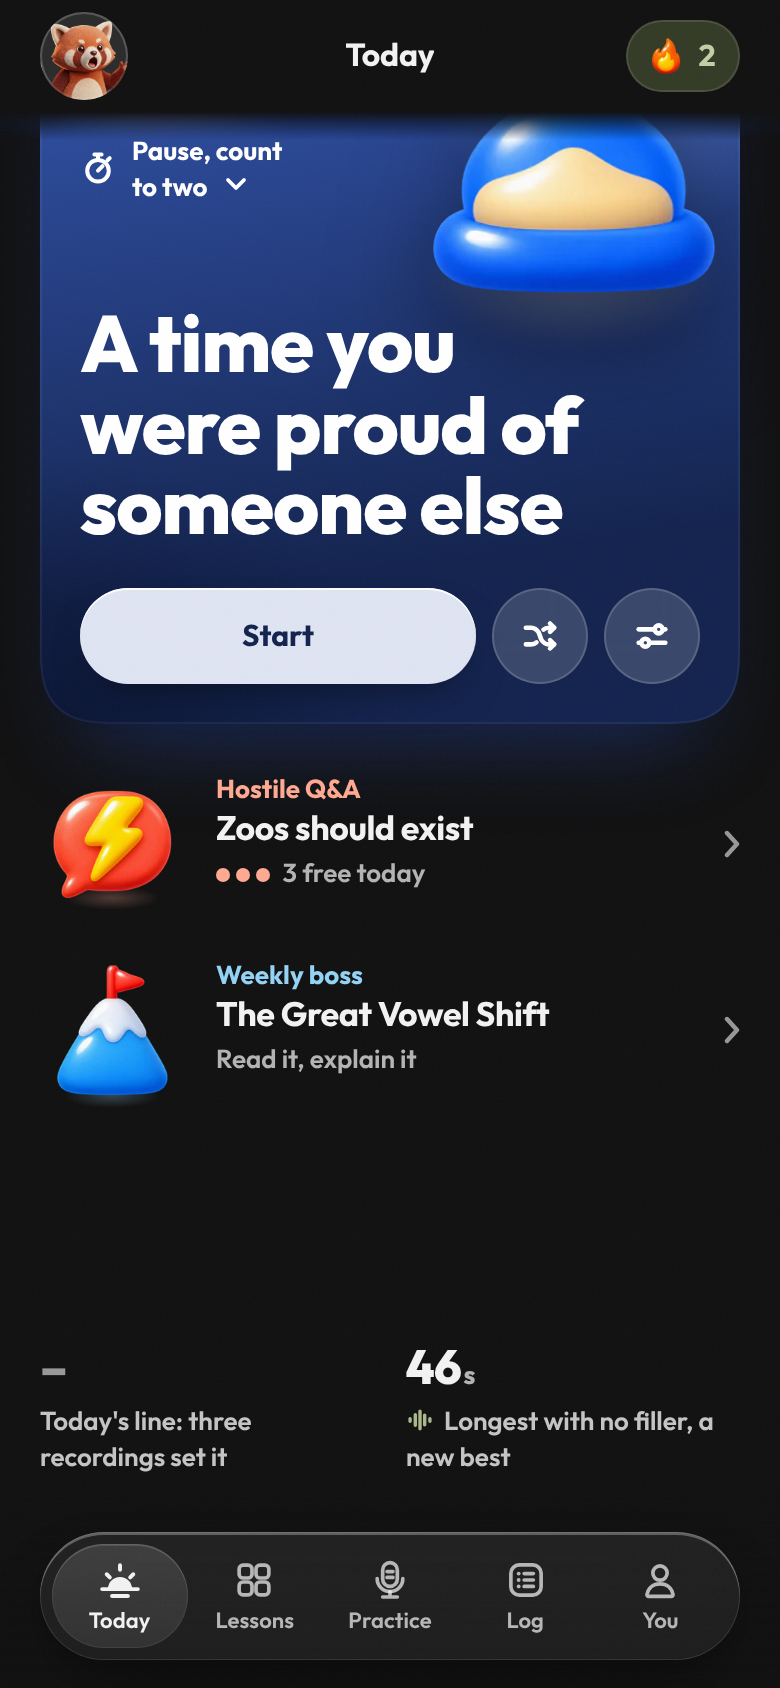 Today
2
Pause, count
to two
A time you
were proud of
someone else
Start
Hostile Q&A
Zoos should exist
3 free today
Weekly boss
The Great Vowel Shift
Read it, explain it
–
Today's line: three
recordings set it
46s
Longest with no filler, a
new best
Today
Lessons
Practice
Log
You